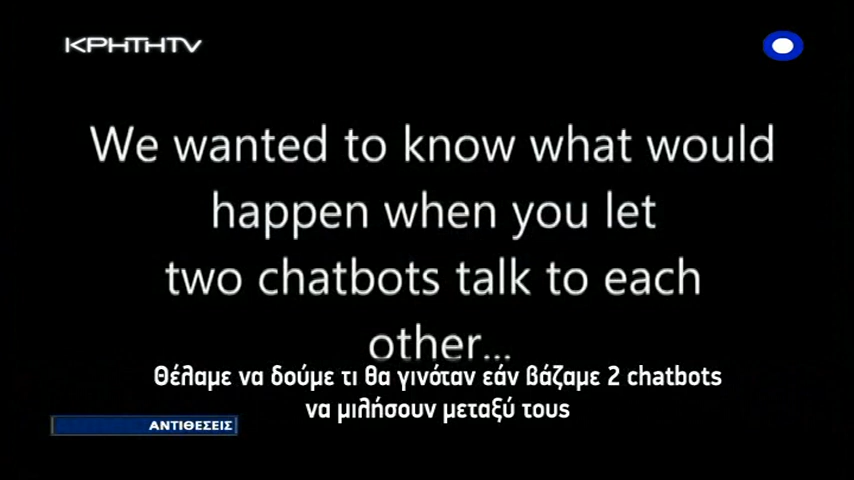 ΚΡΗΤΗTV
We wanted to know what would
happen when you let
two chatbots talk to each
other...
Θέλαμε να δούμε τι θα γινόταν εάν βάζαμε 2 chatbots
να μιλήσουν μεταξύ τους
ΑΝΤΙΘΕΣΕΙΣ